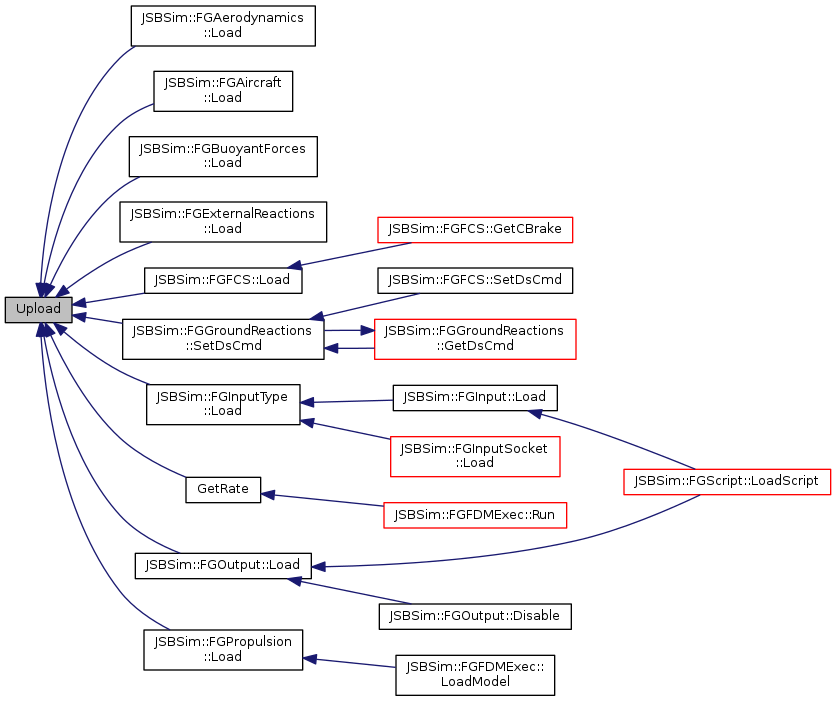 JSBSim::FGAerodynamics
::Load
JSBSim::FGAircraft
::Load
JSBSim::FGBuoyantForces
::Load
JSBSim::FGExternalReactions
::Load
JSBSim::FGFCS::GetCBrake
JSBSim::FGFCS::Load
JSBSim::FGFCS::SetDsCmd
Upload
JSBSim::FGGroundReactions
::SetDsCmd
JSBSim::FGGroundReactions
::GetDsCmd
JSBSim::FGInputType
::Load
JSBSim::FGInput::Load
JSBSim::FGInputSocket
::Load
JSBSim::FGScript::LoadScript
GetRate
JSBSim::FGFDMExec::Run
JSBSim::FGOutput::Load
JSBSim::FGOutput::Disable
JSBSim::FGPropulsion
::Load
JSBSim::FGFDMExec::
LoadModel